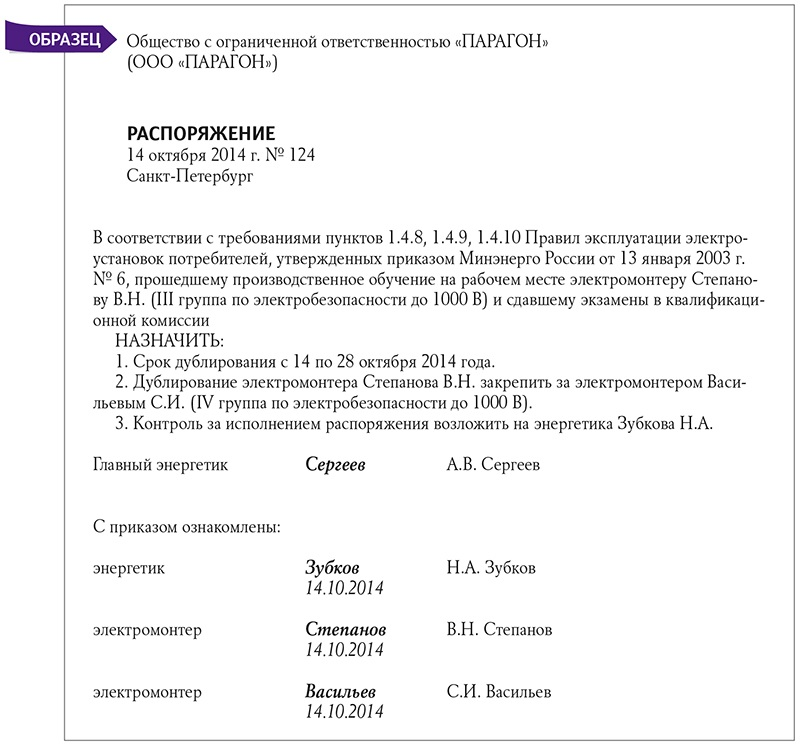 ОБРАЗЕЦ
Общество с ограниченной ответственностью «ПАРАГОН»
(ООО «ПАРАГОН»)
РАСПОРЯЖЕНИЕ
14 октября 2014 г. № 124
Санкт-Петербург
В соответствии с требованиями пунктов 1.4.8, 1.4.9, 1.4.10 Правил эксплуатации электро-
установок потребителей, утвержденных приказом Минэнерго России от 13 января 2003 г.
№ 6, прошедшему производственное обучение на рабочем месте электромонтеру Степано-
ву В.Н. (III группа по электробезопасности до 1000 В) и сдавшему экзамены в квалификаци-
онной комиссии
НАЗНАЧИТЬ:
1. Срок дублирования с 14 по 28 октября 2014 года.
2. Дублирование электромонтера Степанова В.Н. закрепить за электромонтером Васи-
льевым С.И. (IV группа по электробезопасности до 1000 В).
3. Контроль за исполнением распоряжения возложить на энергетика Зубкова Н.А.
Главный энергетик Сергеев А.В. Сергеев
С приказом ознакомлены:
энергетик Зубков Н.А. Зубков
14.10.2014
электромонтер Степанов В.Н. Степанов
14.10.2014
электромонтер Васильев С.И. Васильев
14.10.2014